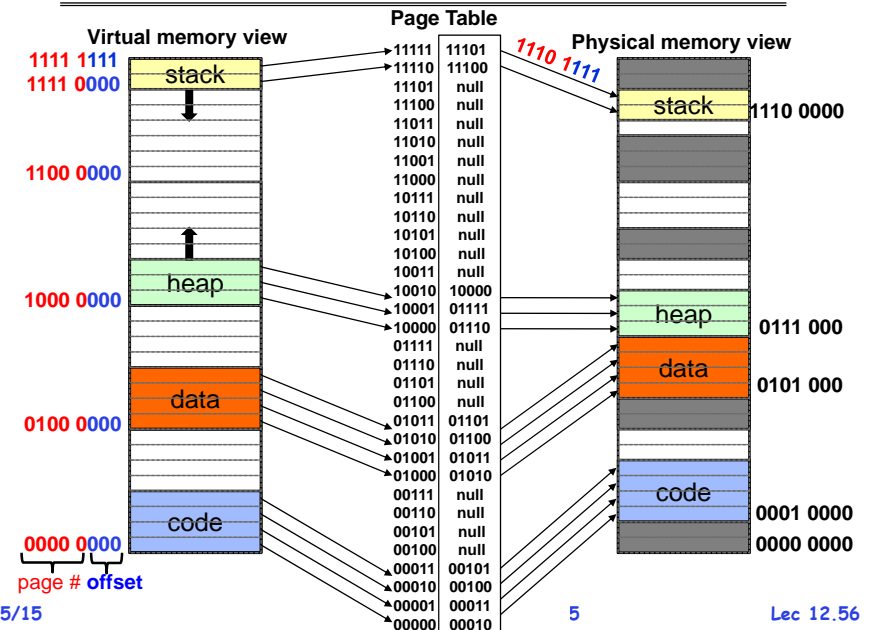 Page Table
Virtual memory view
Physical memory view
1111 1111
1111 0000
1100 0000
1000 0000
0100 0000
0000 0000
page # offset
stack
heap
data
code
11111 11101
11110 11100
11101 null
11100 null
11011 null
11010 null
11001 null
11000 null
10111 null
10110 null
10101 null
10100 null
10011 null
10010 10000
10001 01111
10000 01110
01111 null
01110 null
01101 null
01100 null
01011 01101
01010 01100
01001 01011
01000 01010
00111 null
00110 null
00101 null
00100 null
00011 00101
00010 00100
00001 00011
00000 00010
1110 1111
stack
heap
data
code
1110 0000
0111 000
0101 000
0001 0000
0000 0000
5/15
5
Lec 12.56